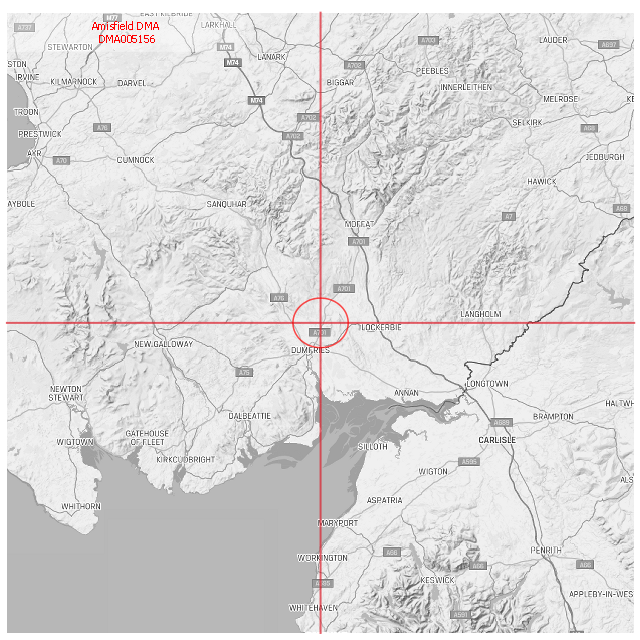 EAST KILBRIDE
M77
Amisfield DMA
LARKHALL
A737
DMA005156
A703
LAUDER
STEWARTON
M74
A697
LANARK
STON
M74
A702
PEEBLES
IRVINE
KILMARNOCK
DARVEL
BIGGAR
INNERLEITHEN
M74
MELROSE
KE
TROON
A702
SELKIRK
PRESTWICK
A76
A702
A68
AYR
A70
CUMNOCK
JEDBURGH
HAWICK
AYBOLE
SANQUHAR
A68
A7
MOFFAT
A701
A701
A76
LANGHOLM
A701
LOCKERBIE
NEW GALLOWAY
DUMFRIES
A75
NEWTON
STEWART
ANNAN
LONGTOWN
HALTWH
DALBEATTIE
BRAMPTON
A689
GATEHOUSE
OF FLEET
WIGTOWN
CARLISLE
SILLOTH
KIRKCUDBRIGHT
A595
WIGTON
ALS
ASPATRIA
WHITHORN
MARYPORT
A66
PENRITH
WORKINGTON
A66
A66
KESWICK
APPLEBY-IN-WES
WHITEHAVEN
A591